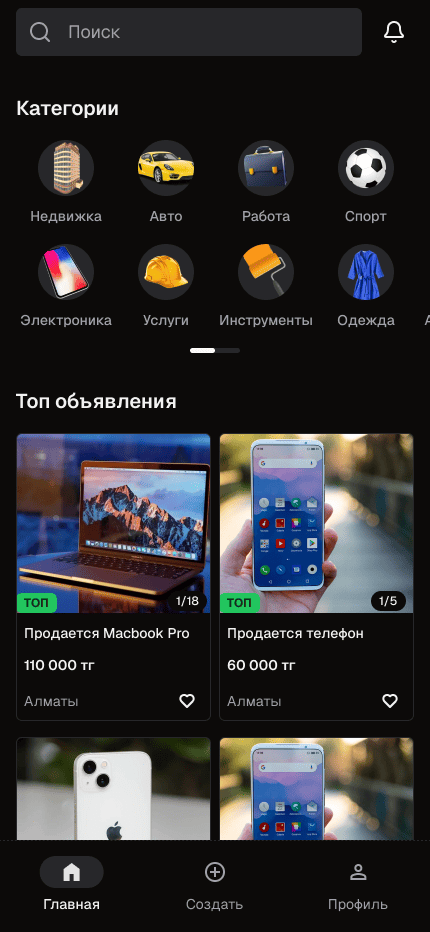 Поиск
Категории
Недвижка
Авто
Работа
Спорт
Электроника
Услуги
Инструменты
Одежда
Топ объявления
ТОП
1/18
ТОП
1/5
Продается Macbook Pro
Продается телефон
110 000 тг
60 000 тг
Алматы
Алматы
Главная
Создать
Профиль